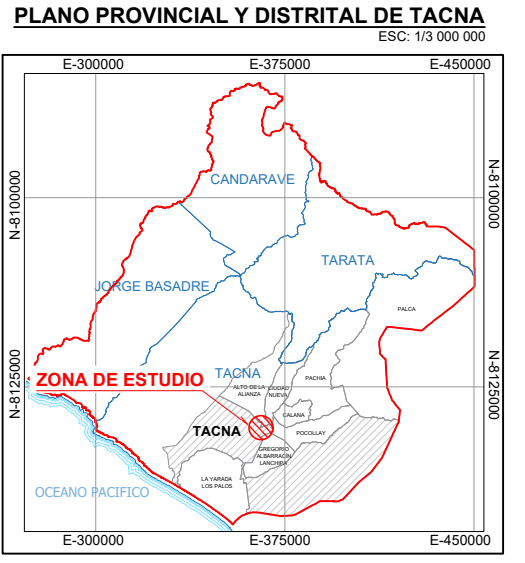 PLANO PROVINCIAL Y DISTRITAL DE TACNA
ESC: 1/3 000 000
E-300000
E-375000
E-450000
N-8100000
N-8100000
CANDARAVE
TARATA
JORGE BASADRE
PALCA
TACNA
PACHIA
N-8125000
N-8125000
ZONA DE ESTUDIO
ALTO DE LA
ALIANZA
CIUDAD
NUEVA
CALANA
TACNA
POCOLLAY
GREGORIO
ALBARRACIN
LANCHIPA
LA YARADA
LOS PALOS
OCEANO PACIFICO
E-300000
E-375000
E-450000